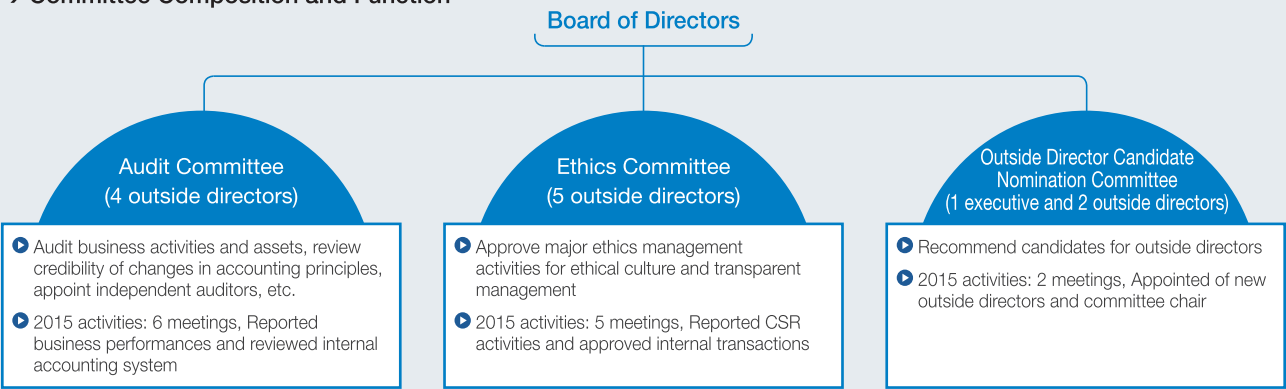 Committee Composition and Function
Board of Directors
Audit Committee
(4 outside directors)
Audit business activities and assets, review
credibility of changes in accounting principles,
appoint independent auditors, etc.
2015 activities: 6 meetings, Reported
business performances and reviewed internal
accounting system
Ethics Committee
(5 outside directors)
Approve major ethics management
activities for ethical culture and transparent
management
2015 activities: 5 meetings, Reported CSR
activities and approved internal transactions
Outside Director Candidate
Nomination Committee
(1 executive and 2 outside directors)
Recommend candidates for outside directors
2015 activities: 2 meetings, Appointed of new
outside directors and committee chair